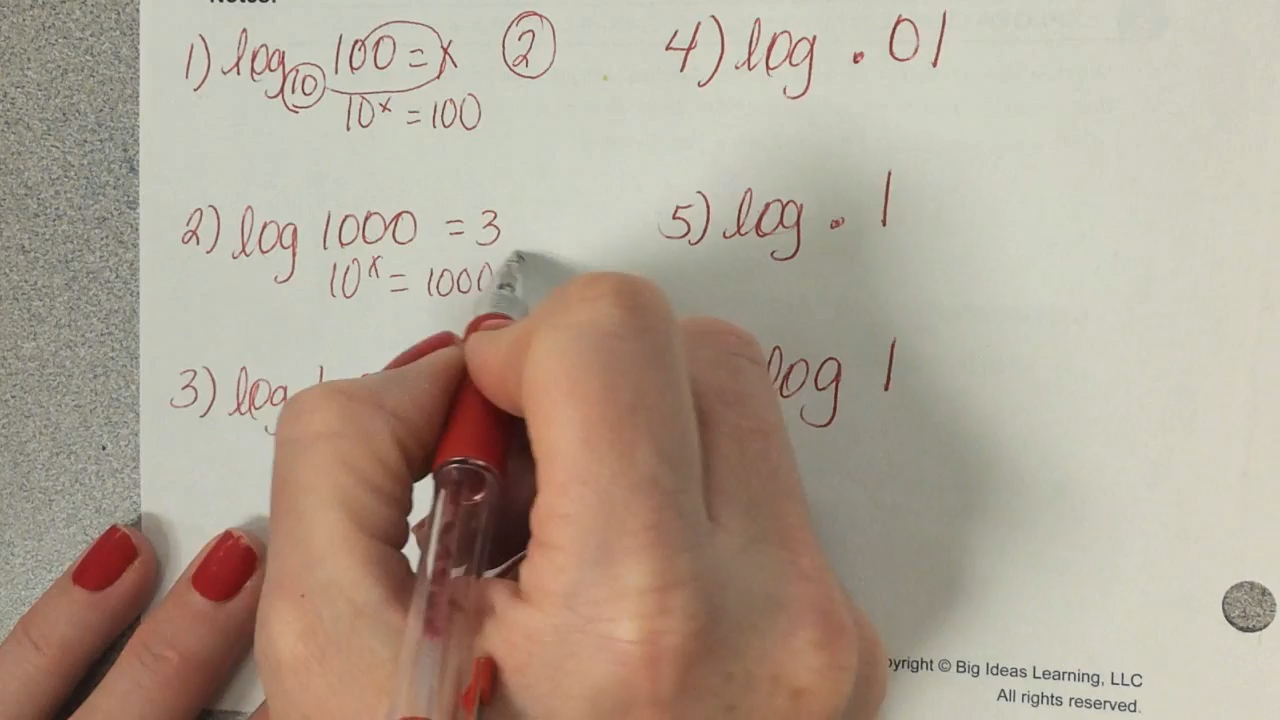 Notes:
1) log₁₀ 100 = x ②
10ˣ = 100
2) log 1000 = 3
10ˣ = 1000
3) log
4) log .01
5) log .1
log 1
© Big Ideas Learning, LLC
All rights reserved.